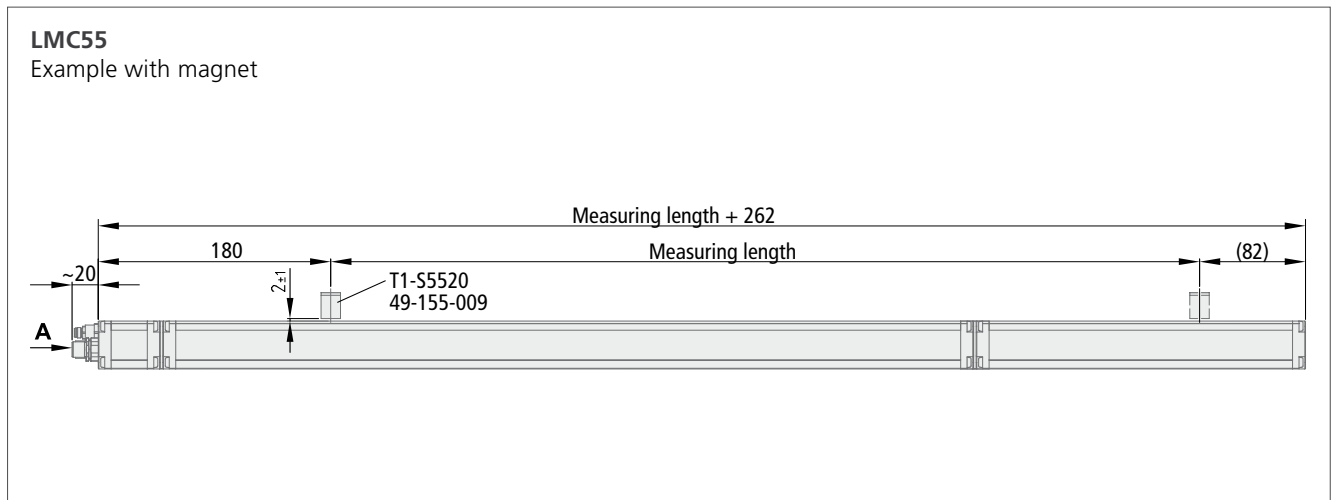 LMC55
Example with magnet
Measuring length + 262
180
Measuring length
(82)
~20
2±1
T1-S5520
49-155-009
A